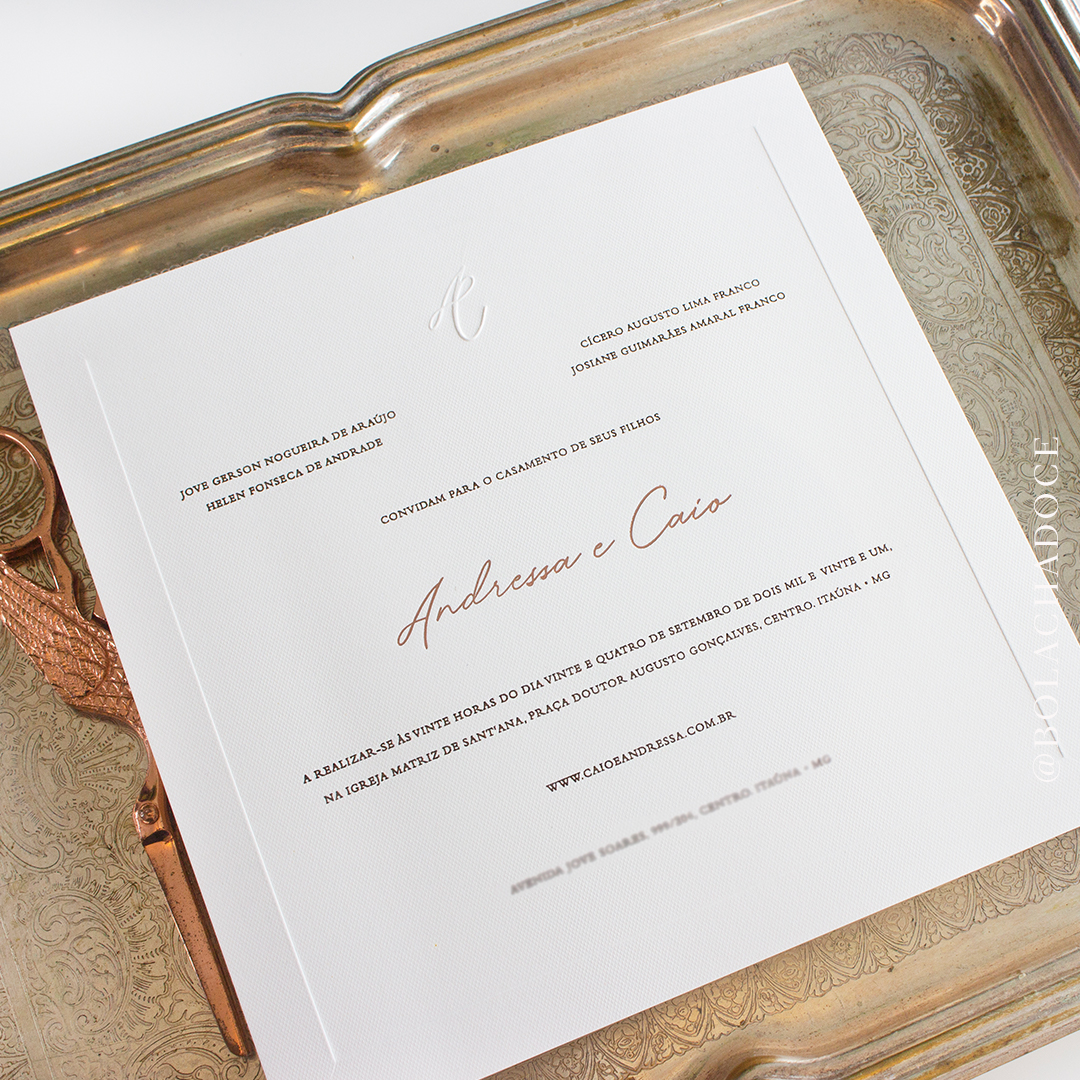 AC
CÍCERO AUGUSTO LIMA FRANCO
JOSIANE GUIMARÃES AMARAL FRANCO
JOVE GERSON NOGUEIRA DE ARAÚJO
HELEN FONSECA DE ANDRADE
CONVIDAM PARA O CASAMENTO DE SEUS FILHOS
Andressa e Caio
A REALIZAR-SE ÀS VINTE HORAS DO DIA VINTE E QUATRO DE SETEMBRO DE DOIS MIL E VINTE E UM,
NA IGREJA MATRIZ DE SANT'ANA, PRAÇA DOUTOR AUGUSTO GONÇALVES, CENTRO. ITAÚNA • MG
WWW.CAIOEANDRESSA.COM.BR
AVENIDA JOVE SOARES, CENTRO. ITAÚNA • MG
@BOLACHADOCE